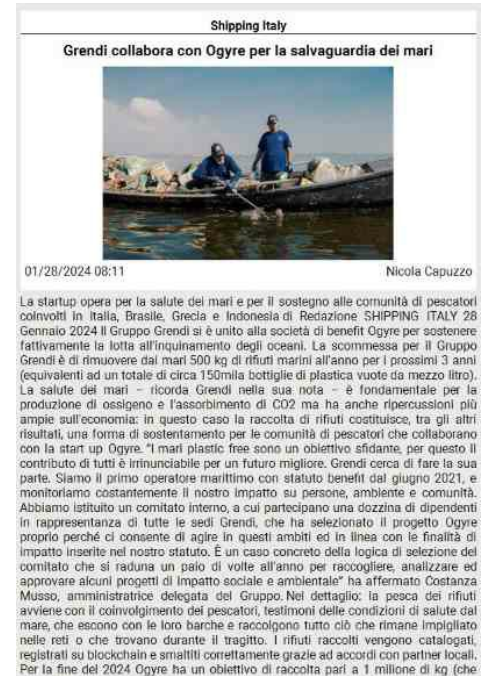 Shipping Italy
Grendi collabora con Ogyre per la salvaguardia dei mari
01/28/2024 08:11
Nicola Capuzzo
La startup opera per la salute dei mari e per il sostegno alle comunità di pescatori
coinvolti in Italia, Brasile, Grecia e Indonesia di Redazione SHIPPING ITALY 28
Gennaio 2024 Il Gruppo Grendi si è unito alla società di benefit Ogyre per sostenere
fattivamente la lotta all'inquinamento degli oceani. La scommessa per il Gruppo
Grendi è di rimuovere dai mari 500 kg di rifiuti marini all'anno per i prossimi 3 anni
(equivalenti ad un totale di circa 150mila bottiglie di plastica vuote da mezzo litro).
La salute dei mari – ricorda Grendi nella sua nota – è fondamentale per la
produzione di ossigeno e l'assorbimento di CO2 ma ha anche ripercussioni più
ampie sull'economia: in questo caso la raccolta di rifiuti costituisce, tra gli altri
risultati, una forma di sostentamento per le comunità di pescatori che collaborano
con la start up Ogyre. "I mari plastic free sono un obiettivo sfidante, per questo il
contributo di tutti è irrinunciabile per un futuro migliore. Grendi cerca di fare la sua
parte. Siamo il primo operatore marittimo con statuto benefit dal giugno 2021, e
monitoriamo costantemente il nostro impatto su persone, ambiente e comunità.
Abbiamo istituito un comitato interno, a cui partecipano una dozzina di dipendenti
in rappresentanza di tutte le sedi Grendi, che ha selezionato il progetto Ogyre
proprio perché ci consente di agire in questi ambiti ed in linea con le finalità di
impatto inserite nel nostro statuto. È un caso concreto della logica di selezione del
comitato che si raduna un paio di volte all'anno per raccogliere, analizzare ed
approvare alcuni progetti di impatto sociale e ambientale" ha affermato Costanza
Musso, amministratrice delegata del Gruppo. Nel dettaglio: la pesca dei rifiuti
avviene con il coinvolgimento dei pescatori, testimoni delle condizioni di salute dal
mare, che escono con le loro barche e raccolgono tutto ciò che rimane impigliato
nelle reti o che trovano durante il tragitto. I rifiuti raccolti vengono catalogati,
registrati su blockchain e smaltiti correttamente grazie ad accordi con partner locali.
Per la fine del 2024 Ogyre ha un obiettivo di raccolta pari a 1 milione di kg (che